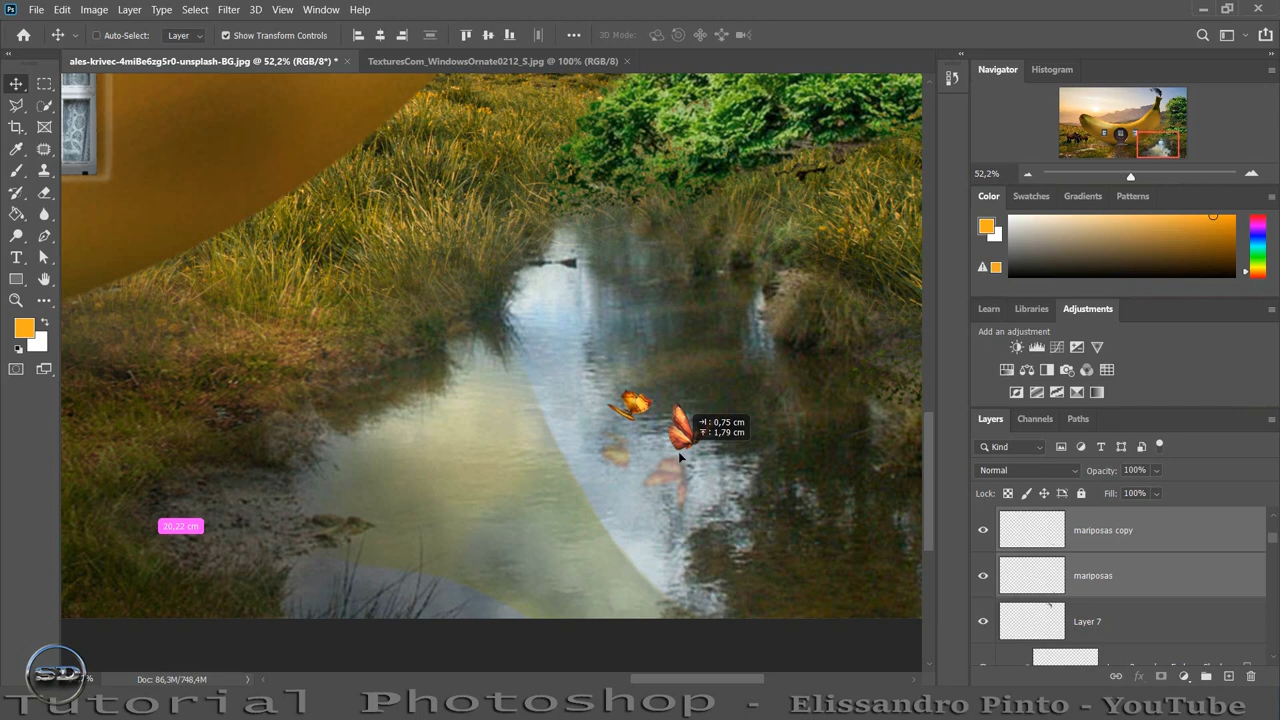 Ps File Edit Image Layer Type Select Filter 3D View Window Help
Auto-Select: Layer Show Transform Controls 3D Mode:
ales-krivec-4miBe6zg5r0-unsplash-BG.jpg @ 52,2% (RGB/8*) * × TexturesCom_WindowsOrnate0212_S.jpg @ 100% (RGB/8) ×
Navigator Histogram
52,2%
Color Swatches Gradients Patterns
Learn Libraries Adjustments
Add an adjustment
Layers Channels Paths
Kind
Normal Opacity: 100%
Lock: Fill: 100%
mariposas copy
mariposas
Layer 7
: 0,75 cm
: 1,79 cm
20,22 cm
SD
Doc: 86,3M/748,4M
Tutorial Photoshop - Elissandro Pinto - YouTube